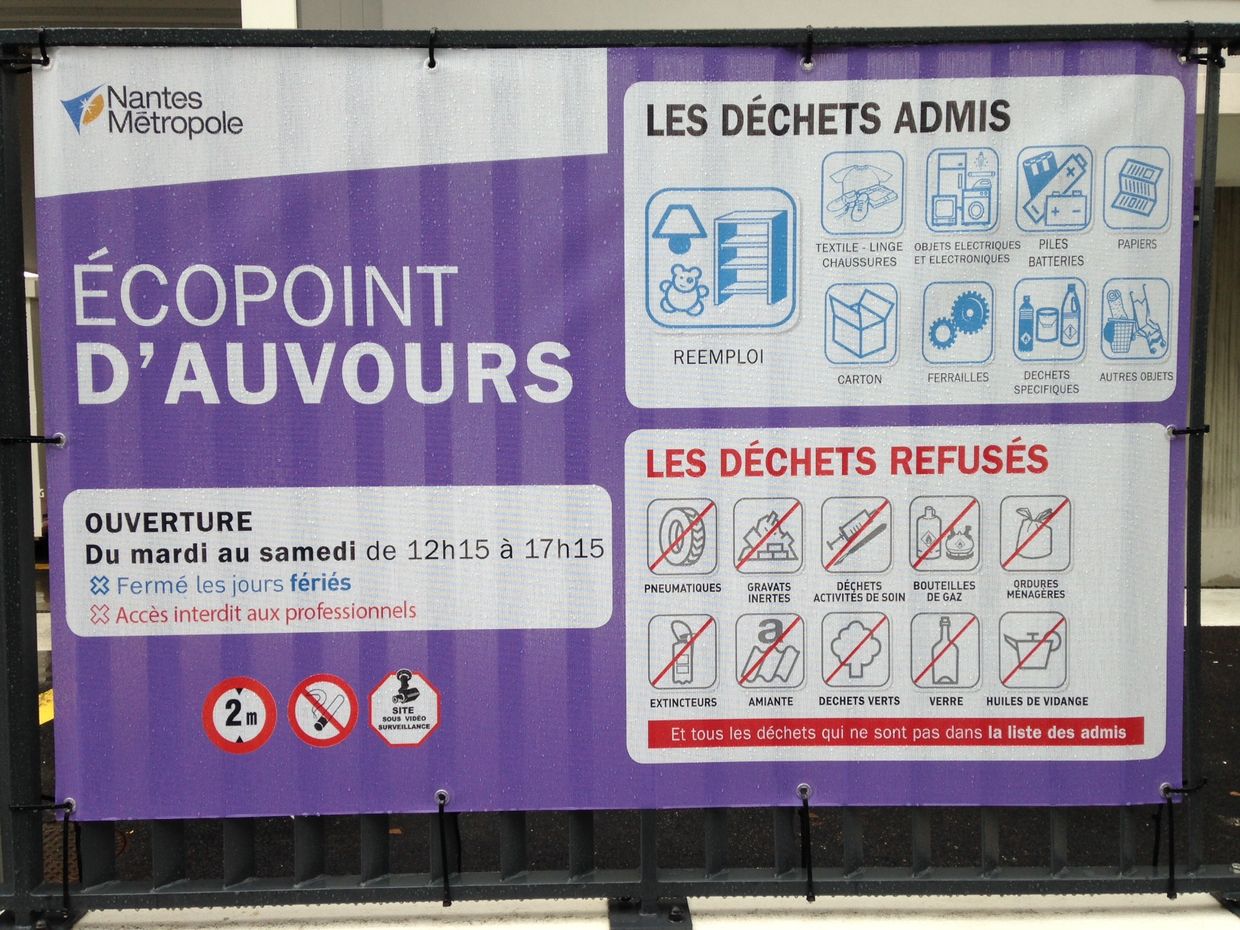 Nantes
Métropole
ÉCOPOINT
D'AUVOURS
OUVERTURE
Du mardi au samedi de 12h15 à 17h15
Fermé les jours fériés
Accès interdit aux professionnels
2 m
SITE
SOUS VIDÉO
SURVEILLANCE
LES DÉCHETS ADMIS
REEMPLOI
TEXTILE - LINGE
CHAUSSURES
OBJETS ELECTRIQUES
ET ELECTRONIQUES
PILES
BATTERIES
PAPIERS
CARTON
FERRAILLES
DECHETS
SPECIFIQUES
AUTRES OBJETS
LES DÉCHETS REFUSÉS
PNEUMATIQUES
GRAVATS
INERTES
DÉCHETS
ACTIVITÉS DE SOIN
BOUTEILLES
DE GAZ
ORDURES
MÉNAGÈRES
EXTINCTEURS
a
AMIANTE
DECHETS VERTS
VERRE
HUILES DE VIDANGE
Et tous les déchets qui ne sont pas dans la liste des admis